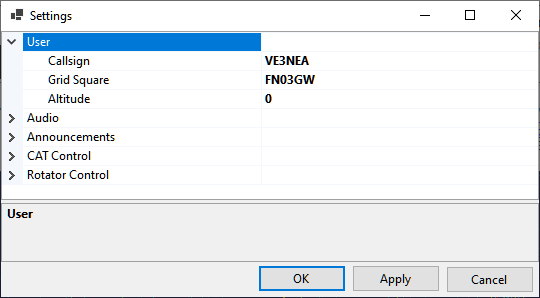 Settings
User
Callsign VE3NEA
Grid Square FN03GW
Altitude 0
Audio
Announcements
CAT Control
Rotator Control
User
OK Apply Cancel